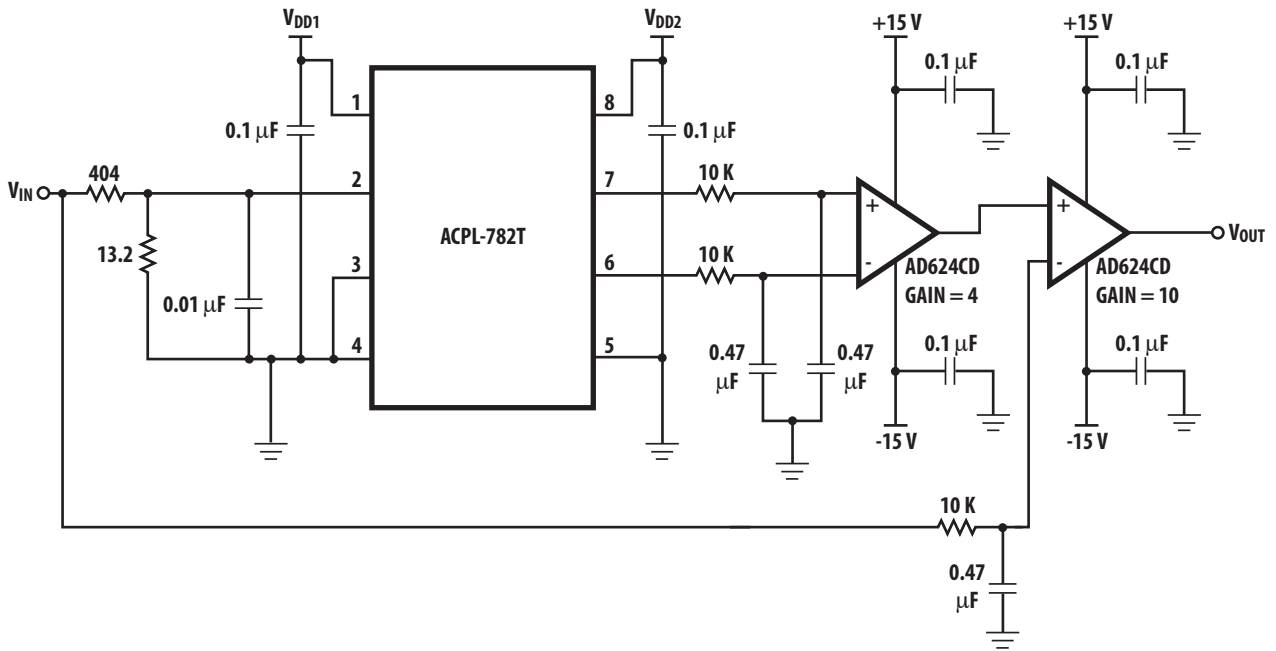 VDD1
VDD2
+15 V
+15 V
0.1 μF
0.1 μF
1
8
0.1 μF
0.1 μF
404
2
7
10 K
VIN
+
+
ACPL-782T
VOUT
13.2
10 K
3
6
-
-
AD624CD
GAIN = 4
AD624CD
GAIN = 10
0.01 μF
4
5
0.47
μF
0.47
μF
0.1 μF
0.1 μF
-15 V
-15 V
10 K
0.47
μF